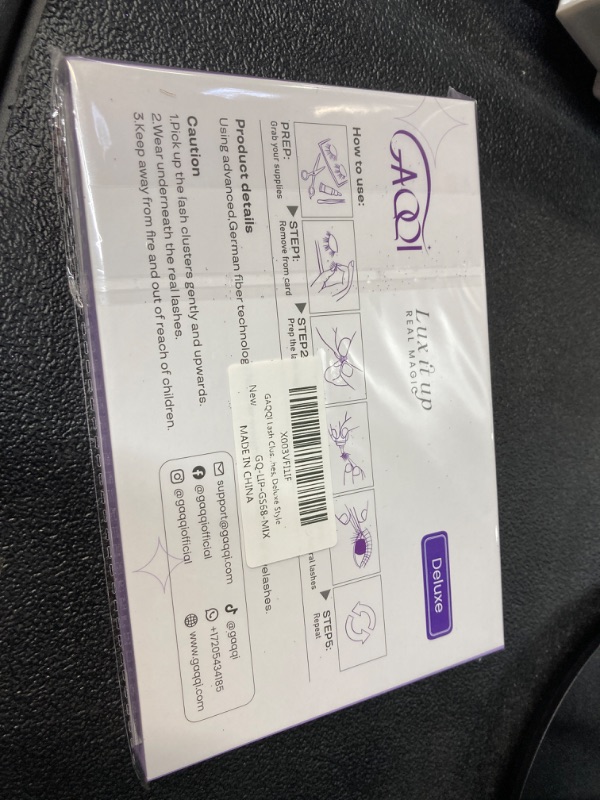 GAQQI
Lux it up
REAL MAGIC
Deluxe
How to use:
PREP:
Grab your supplies
STEP1:
Remove from card
STEP2
Prep the la
ral lashes
STEP5:
Repeat
Product details
Using advanced,German fiber technolog
elashes.
Caution
1.Pick up the lash clusters gently and upwards.
2.Wear underneath the real lashes.
3.Keep away from fire and out of reach of children.
X003VFJ1JF
GAQQI Lash Clus hes, Deluxe Style
GQ-LIP-GS68-MIX
New
MADE IN CHINA
support@gaqqi.com
@gaqqiofficial
@gaqqiofficial
@gaqqi
+17205434185
www.gaqqi.com